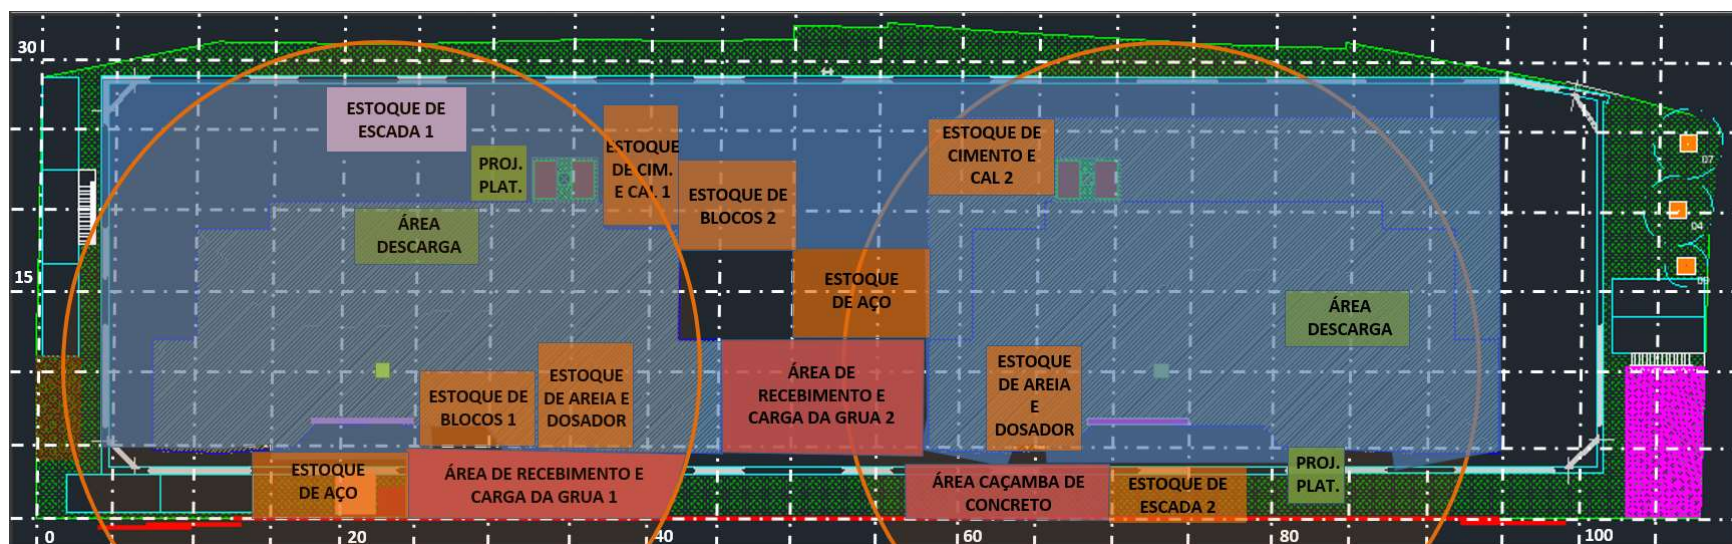 30
ESTOQUE DE
ESCADA 1
PROJ.
PLAT.
ESTOQUE
DE CIM.
E CAL 1
ESTOQUE DE
BLOCOS 2
ESTOQUE DE
CIMENTO E
CAL 2
07
04
ÁREA
DESCARGA
15
ESTOQUE
DE AÇO
ÁREA
DESCARGA
ESTOQUE DE
BLOCOS 1
ESTOQUE
DE AREIA E
DOSADOR
ÁREA DE
RECEBIMENTO E
CARGA DA GRUA 2
ESTOQUE
DE AREIA
E
DOSADOR
ESTOQUE
DE AÇO
ÁREA DE RECEBIMENTO E
CARGA DA GRUA 1
ÁREA CAÇAMBA DE
CONCRETO
ESTOQUE DE
ESCADA 2
PROJ.
PLAT.
0
20
40
60
80
100